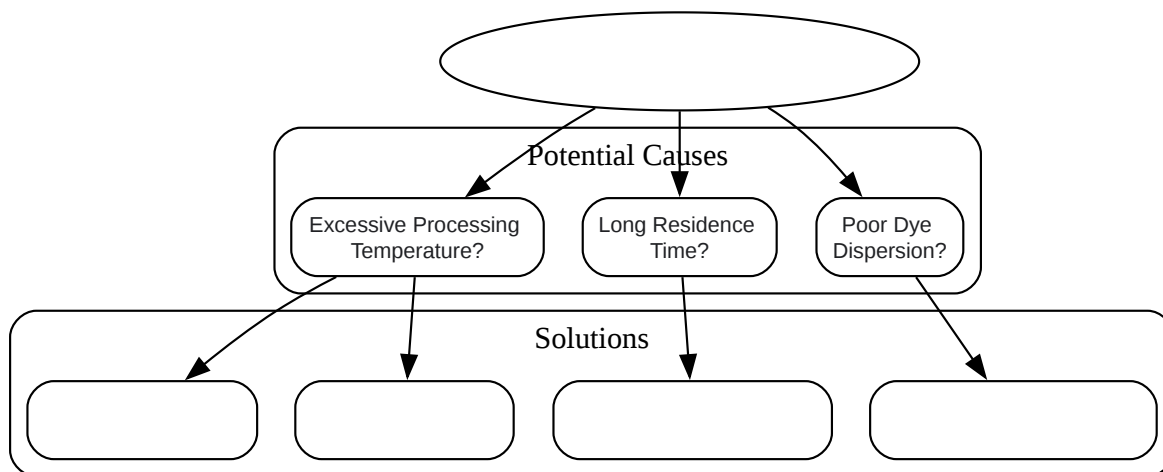 Potential Causes
Excessive Processing
Temperature?
Long Residence
Time?
Poor Dye
Dispersion?
Solutions